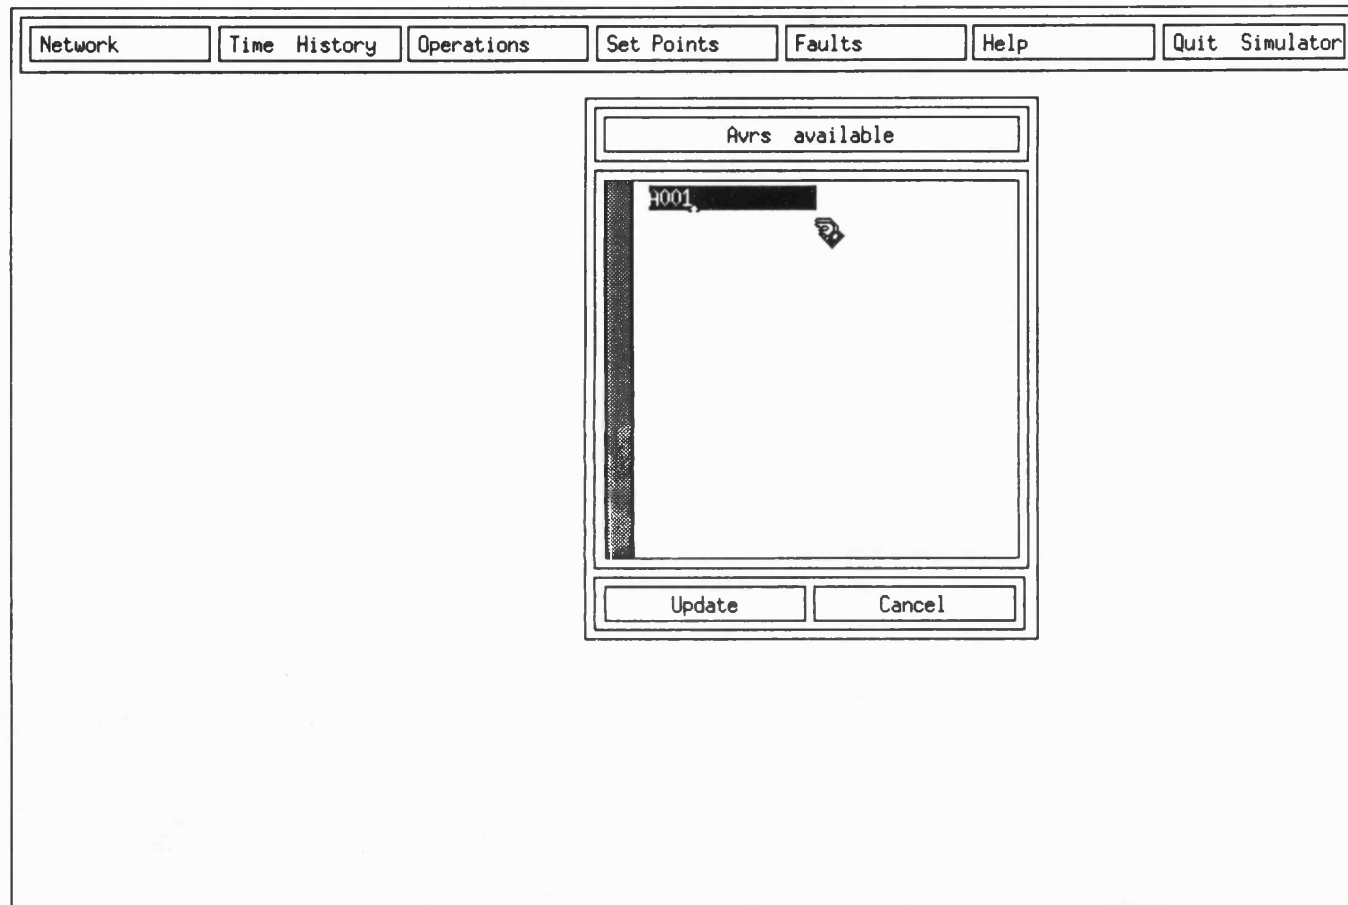 Network Time History Operations Set Points Faults Help Quit Simulator
Avrs available
A001
Update Cancel